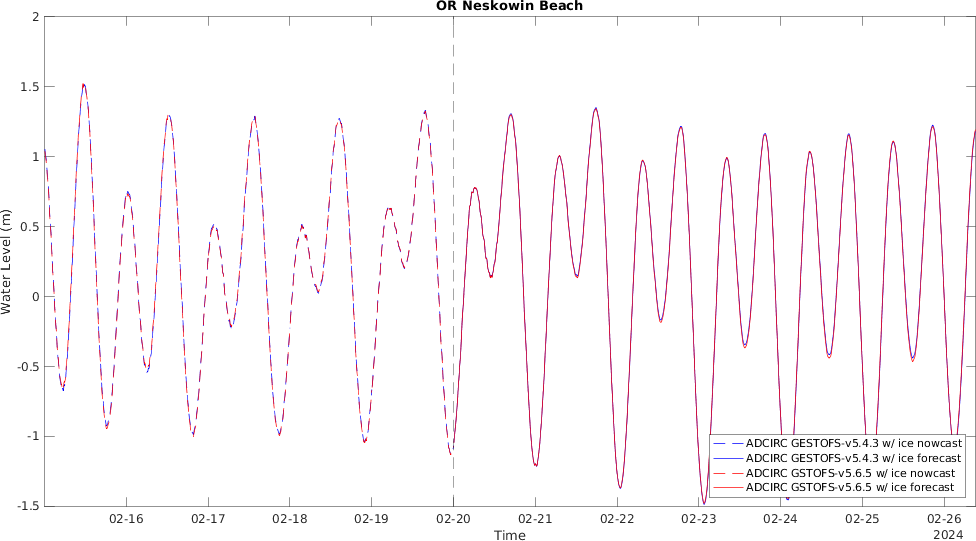 OR Neskowin Beach
2
1.5
1
0.5
0
-0.5
-1
-1.5
Water Level (m)
ADCIRC GESTOFS-v5.4.3 w/ ice nowcast
ADCIRC GESTOFS-v5.4.3 w/ ice forecast
ADCIRC GSTOFS-v5.6.5 w/ ice nowcast
ADCIRC GSTOFS-v5.6.5 w/ ice forecast
02-16 02-17 02-18 02-19 02-20 02-21 02-22 02-23 02-24 02-25 02-26
Time
2024